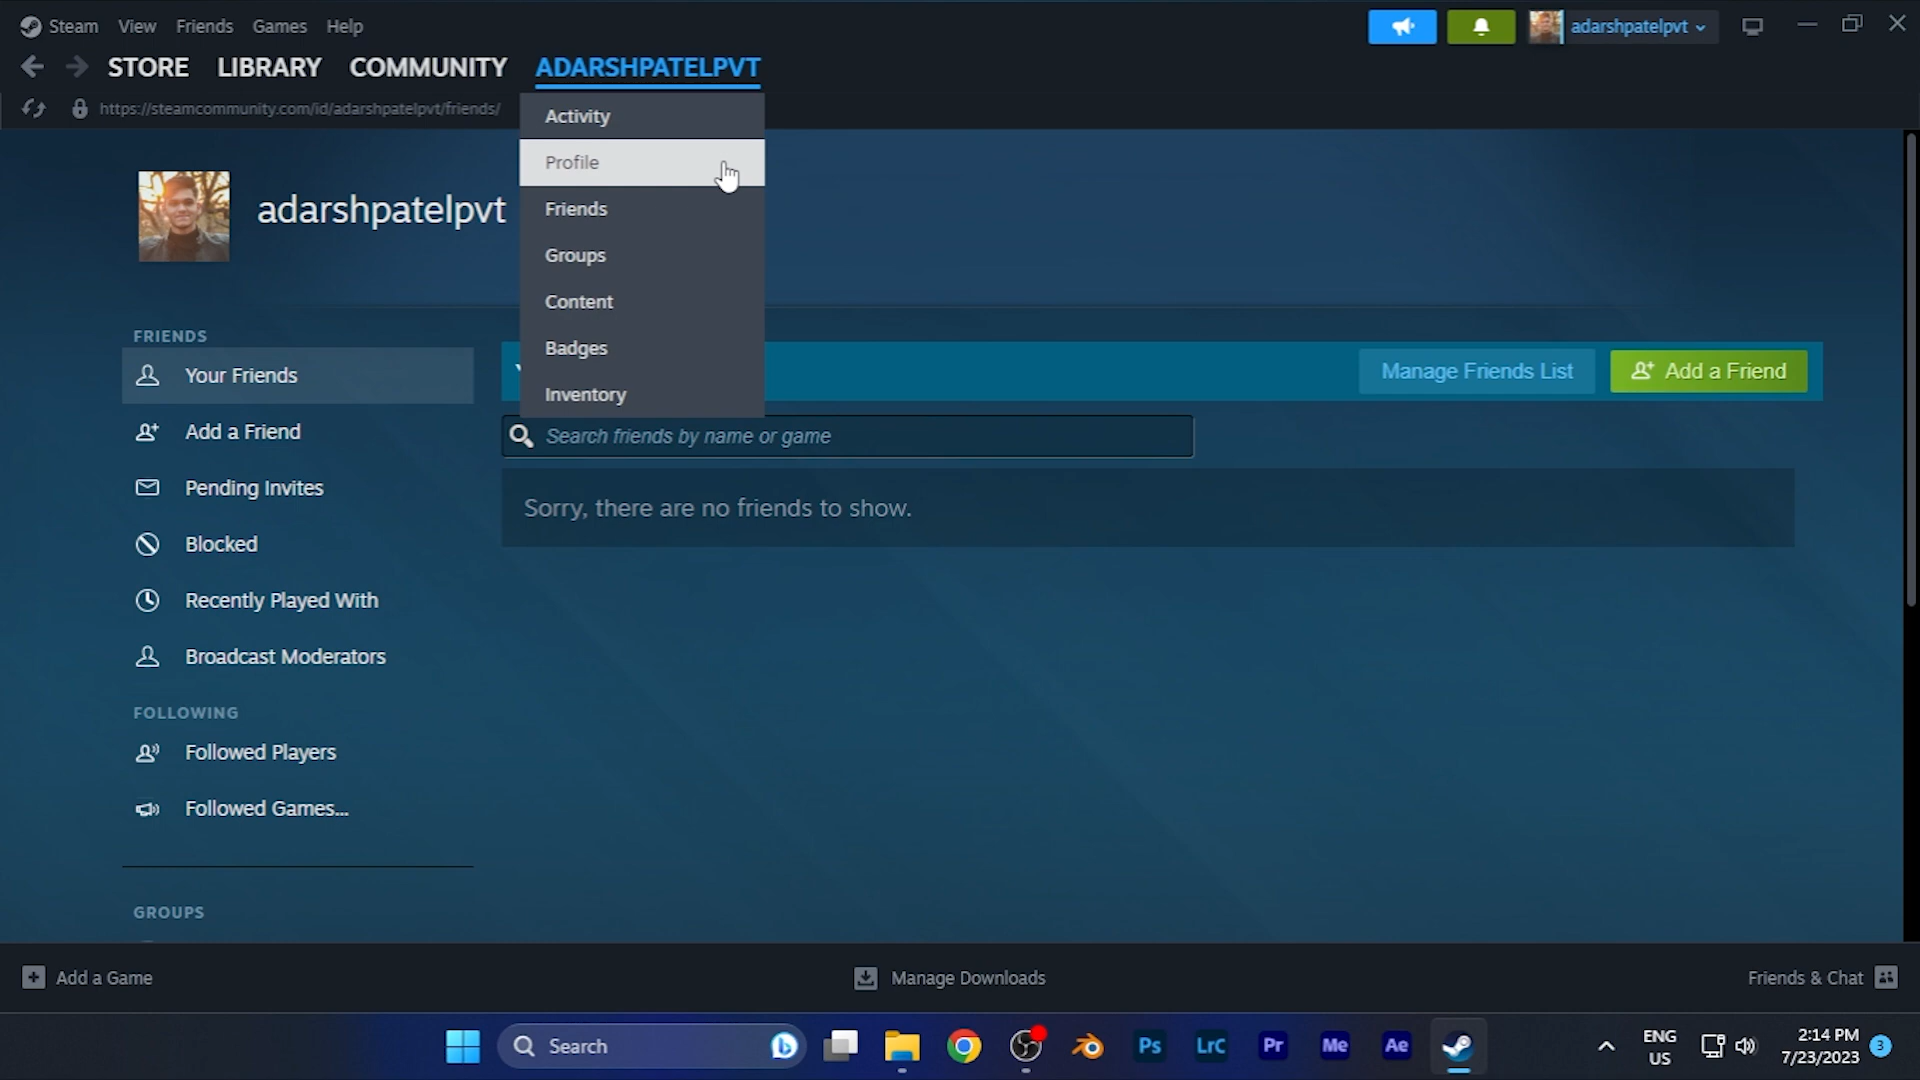 Steam View Friends Games Help adarshpatelpvt
STORE LIBRARY COMMUNITY ADARSHPATELPVT
https://steamcommunity.com/id/adarshpatelpvt/friends/
Activity
Profile
Friends
Groups
Content
Badges
Inventory
adarshpatelpvt
FRIENDS
Your Friends
Add a Friend
Pending Invites
Blocked
Recently Played With
Broadcast Moderators
FOLLOWING
Followed Players
Followed Games...
GROUPS
Manage Friends List Add a Friend
Search friends by name or game
Sorry, there are no friends to show.
Add a Game Manage Downloads Friends & Chat
Search Ps LrC Pr Me Ae
ENG
US
2:14 PM
7/23/2023
3